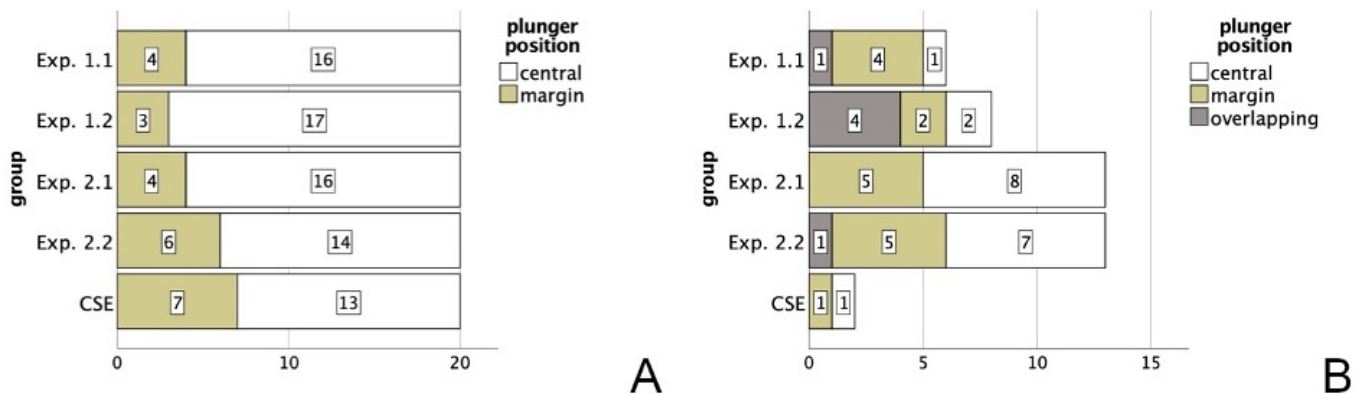 plunger
position
central
margin
group
Exp. 1.1
4
16
Exp. 1.2
3
17
Exp. 2.1
4
16
Exp. 2.2
6
14
CSE
7
13
0
10
20
A
plunger
position
central
margin
overlapping
group
Exp. 1.1
1
4
1
Exp. 1.2
4
2
2
Exp. 2.1
5
8
Exp. 2.2
1
5
7
CSE
1
1
0
5
10
15
B